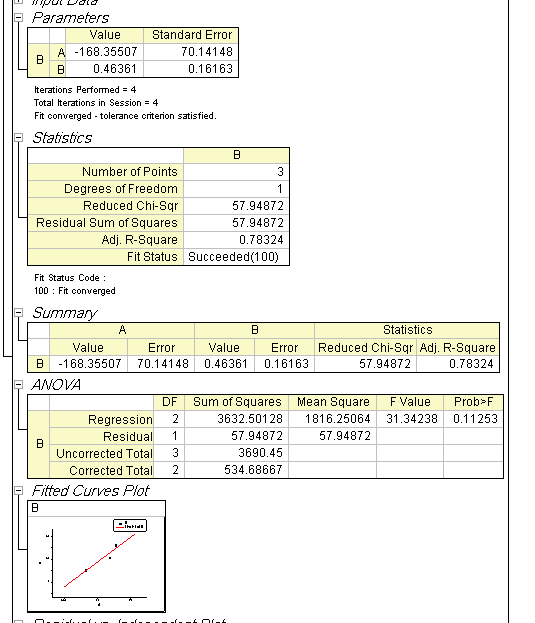 Input Data
Parameters
Value Standard Error
B A -168.35507 70.14148
B 0.46361 0.16163
Iterations Performed = 4
Total Iterations in Session = 4
Fit converged - tolerance criterion satisfied.
Statistics
B
Number of Points 3
Degrees of Freedom 1
Reduced Chi-Sqr 57.94872
Residual Sum of Squares 57.94872
Adj. R-Square 0.78324
Fit Status Succeeded(100)
Fit Status Code :
100 : Fit converged
Summary
A B Statistics
Value Error Value Error Reduced Chi-Sqr Adj. R-Square
B -168.35507 70.14148 0.46361 0.16163 57.94872 0.78324
ANOVA
DF Sum of Squares Mean Square F Value Prob>F
Regression 2 3632.50128 1816.25064 31.34238 0.11253
B Residual 1 57.94872 57.94872
Uncorrected Total 3 3690.45
Corrected Total 2 534.68667
Fitted Curves Plot
B